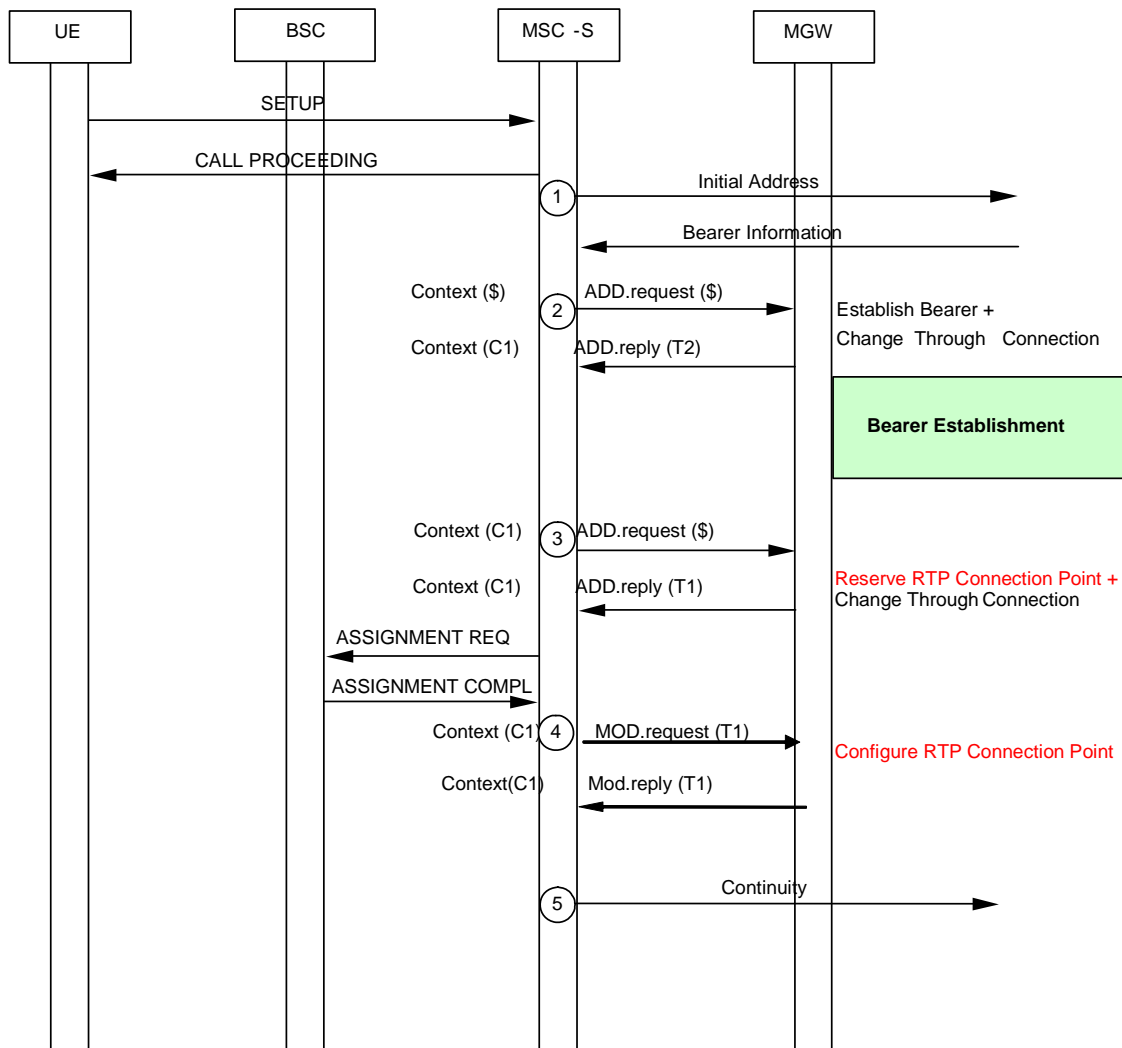 UE
BSC
MSC -S
MGW
SETUP
CALL PROCEEDING
Initial Address
1
Bearer Information
Context ($)
ADD.request ($)
2
Establish Bearer +
Change Through Connection
Context (C1)
ADD.reply (T2)
Bearer Establishment
Context (C1)
3
ADD.request ($)
Reserve RTP Connection Point +
Change Through Connection
Context (C1)
ADD.reply (T1)
ASSIGNMENT REQ
ASSIGNMENT COMPL
Context (C1)
4
MOD.request (T1)
Configure RTP Connection Point
Context(C1)
Mod.reply (T1)
Continuity
5